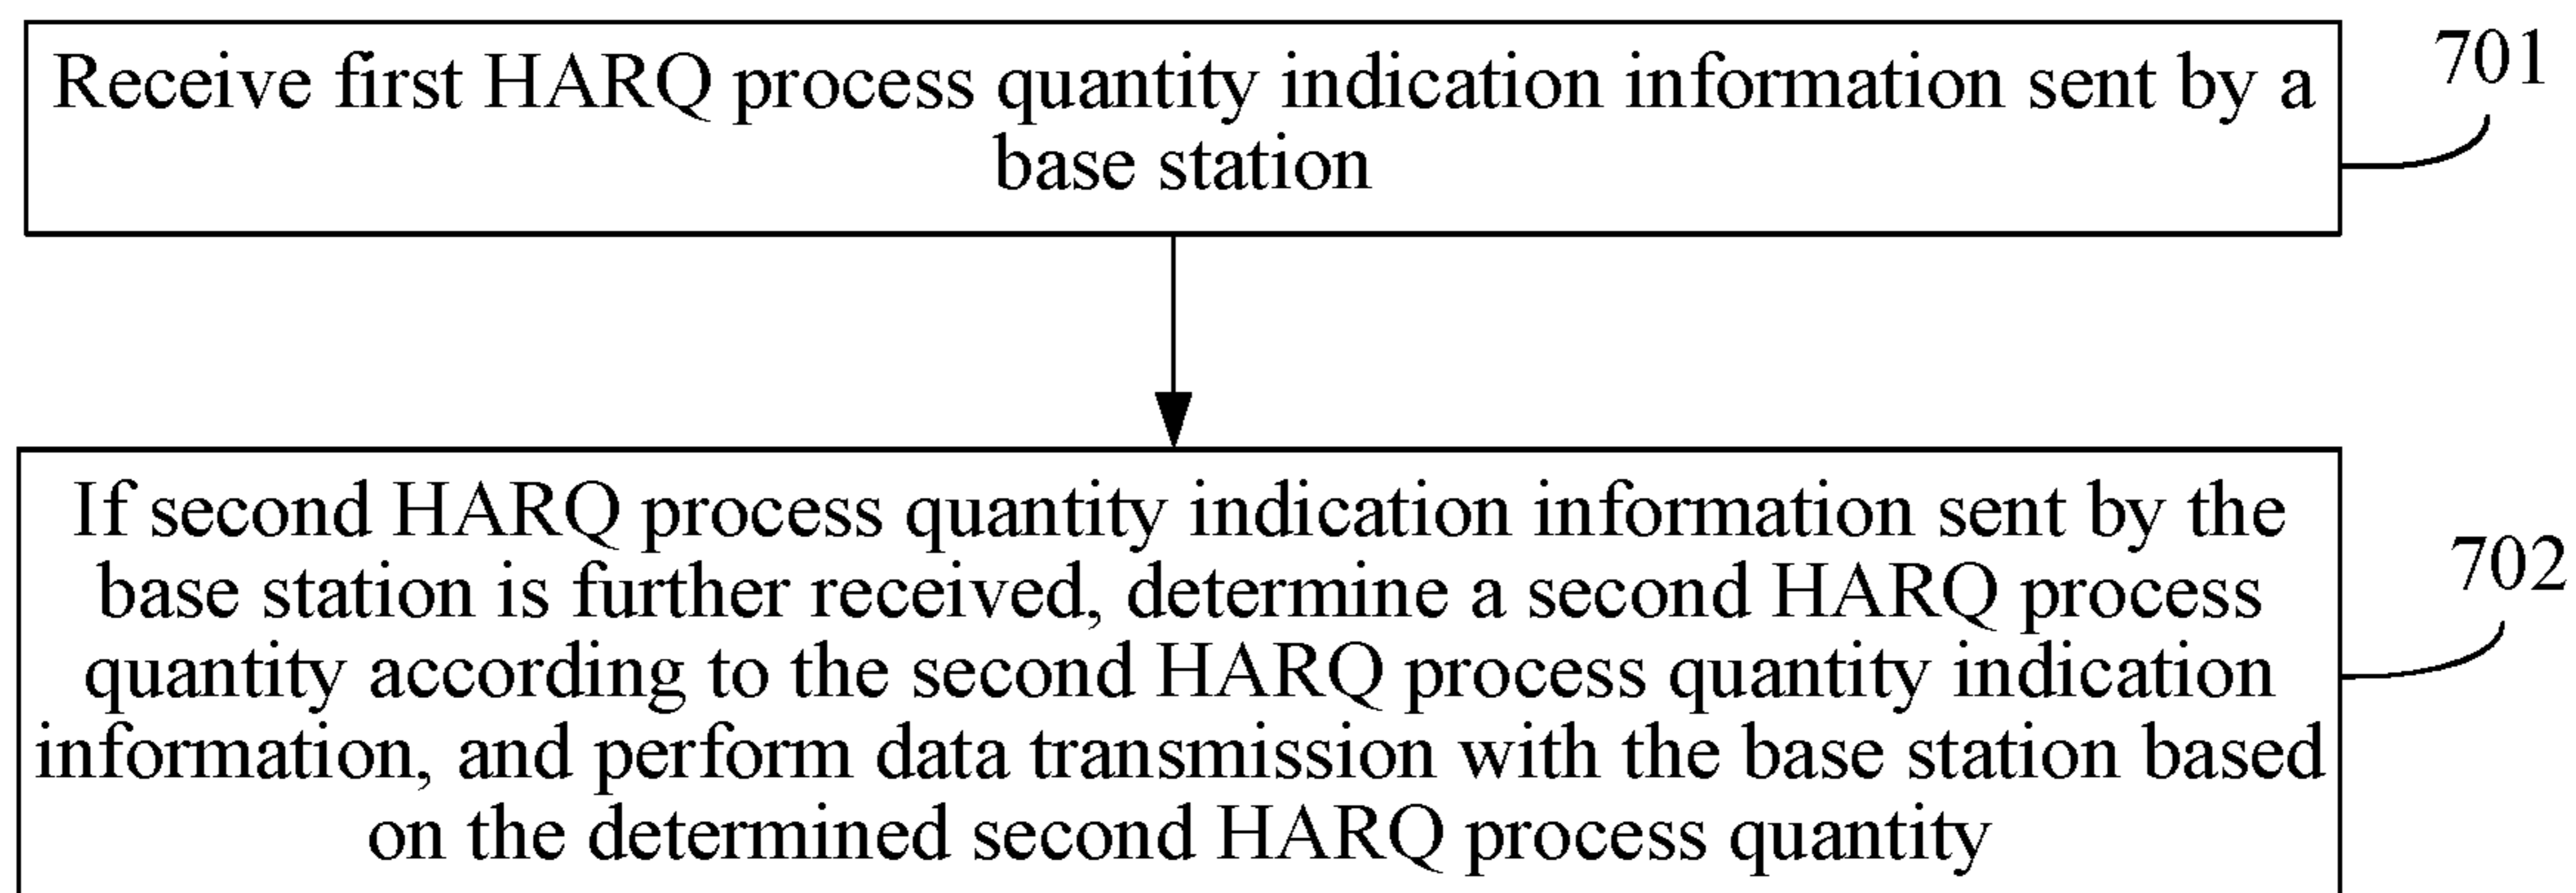 Receive first HARQ process quantity indication information sent by a
base station
701
If second HARQ process quantity indication information sent by the
base station is further received, determine a second HARQ process
quantity according to the second HARQ process quantity indication
information, and perform data transmission with the base station based
on the determined second HARQ process quantity
702